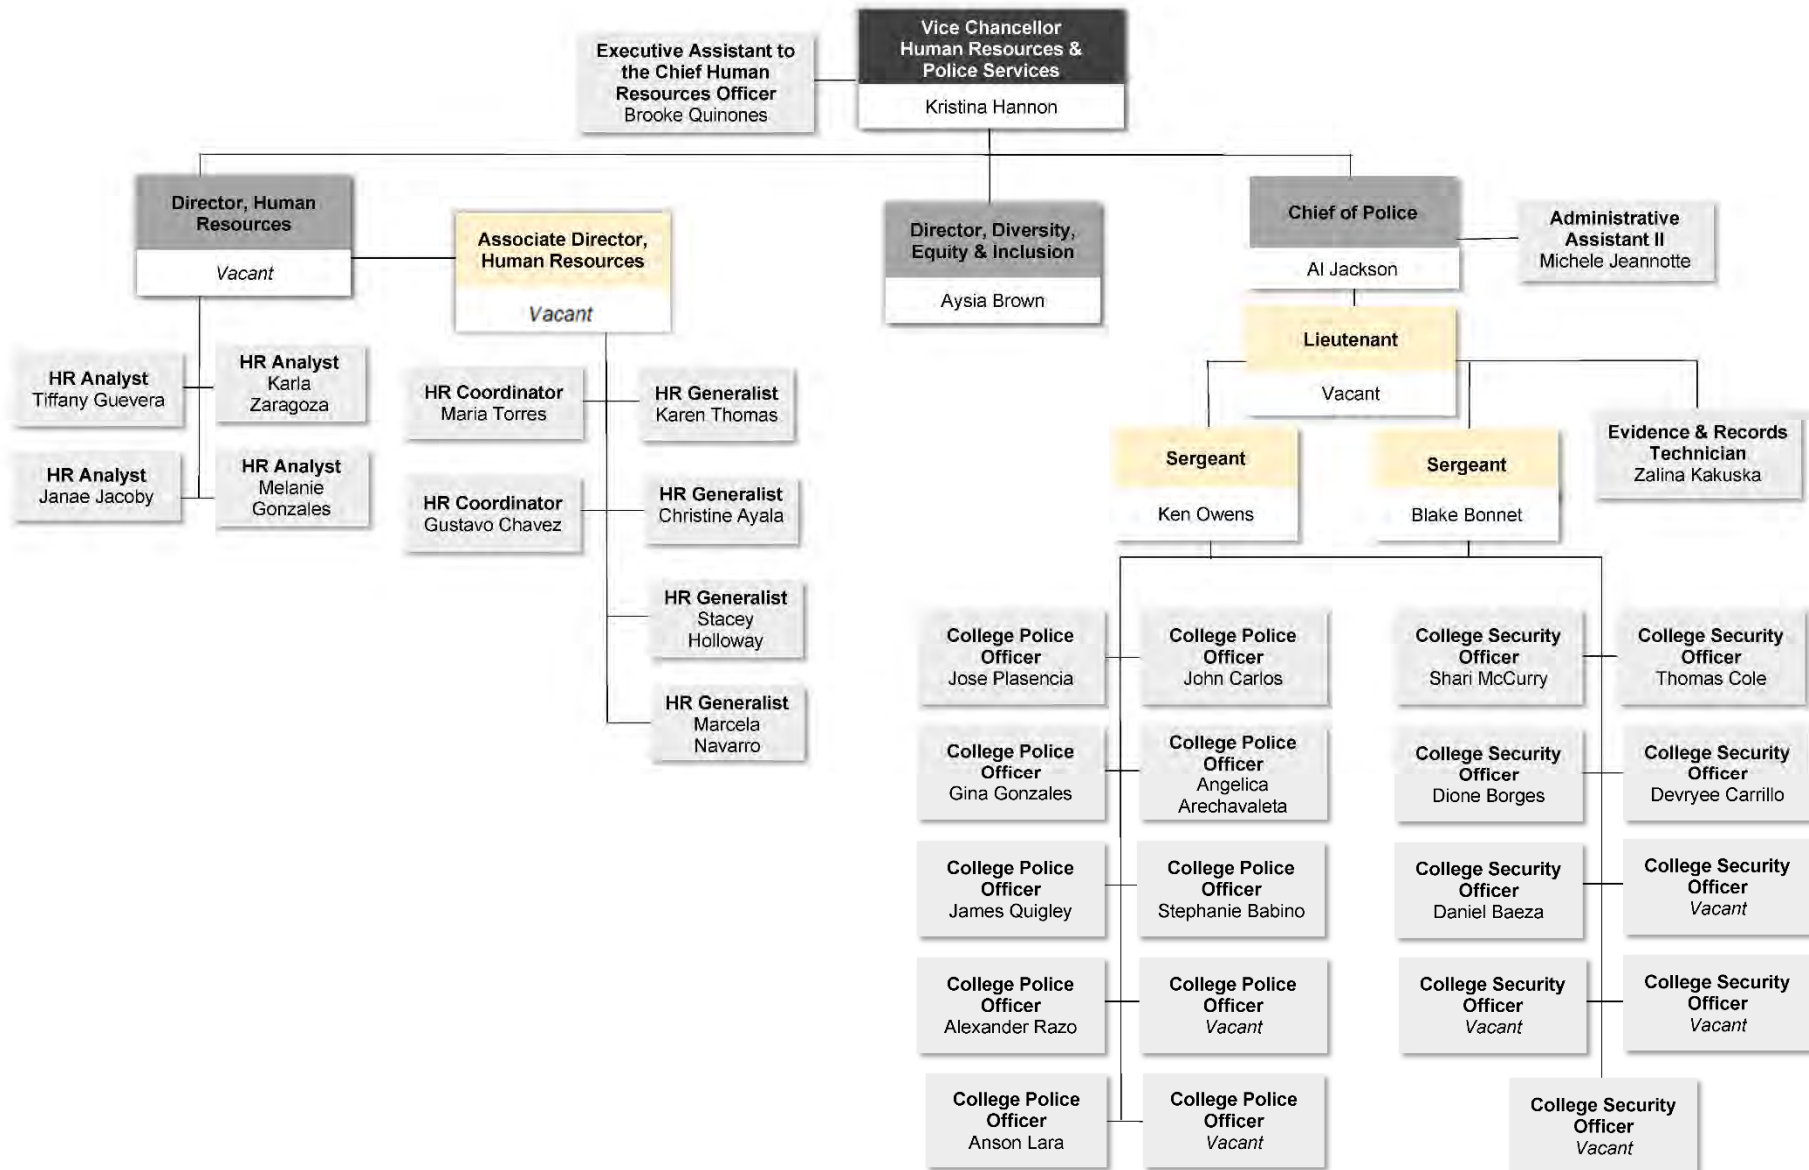 Vice Chancellor
Human Resources &
Police Services
Kristina Hannon
Executive Assistant to
the Chief Human
Resources Officer
Brooke Quinones
Director, Human
Resources
Vacant
Associate Director,
Human Resources
Vacant
Director, Diversity,
Equity & Inclusion
Aysia Brown
Chief of Police
Al Jackson
Administrative
Assistant II
Michele Jeannotte
Lieutenant
Vacant
HR Analyst
Tiffany Guevera
HR Analyst
Karla
Zaragoza
HR Analyst
Janae Jacoby
HR Analyst
Melanie
Gonzales
HR Coordinator
Maria Torres
HR Generalist
Karen Thomas
HR Coordinator
Gustavo Chavez
HR Generalist
Christine Ayala
HR Generalist
Stacey
Holloway
HR Generalist
Marcela
Navarro
Sergeant
Ken Owens
Sergeant
Blake Bonnet
Evidence & Records
Technician
Zalina Kakuska
College Police
Officer
Jose Plasencia
College Police
Officer
John Carlos
College Security
Officer
Shari McCurry
College Security
Officer
Thomas Cole
College Police
Officer
Gina Gonzales
College Police
Officer
Angelica
Arechavaleta
College Security
Officer
Dione Borges
College Security
Officer
Devryee Carrillo
College Police
Officer
James Quigley
College Police
Officer
Stephanie Babino
College Security
Officer
Daniel Baeza
College Security
Officer
Vacant
College Police
Officer
Alexander Razo
College Police
Officer
Vacant
College Security
Officer
Vacant
College Security
Officer
Vacant
College Police
Officer
Anson Lara
College Police
Officer
Vacant
College Security
Officer
Vacant